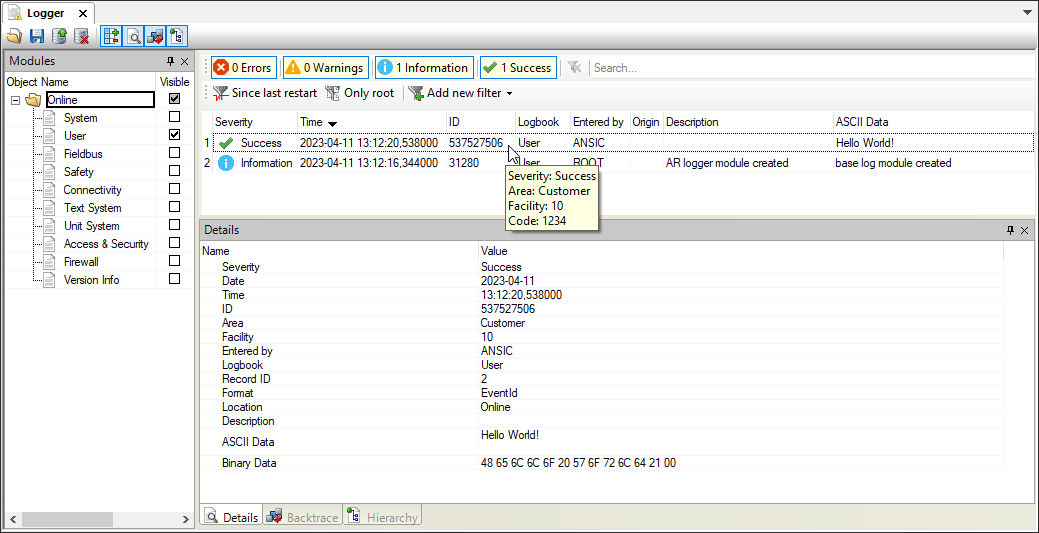 Logger
Modules
Object Name Visible
Online
System
User
Fieldbus
Safety
Connectivity
Text System
Unit System
Access & Security
Firewall
Version Info
0 Errors 0 Warnings 1 Information 1 Success Search...
Since last restart Only root Add new filter
Severity Time ID Logbook Entered by Origin Description ASCII Data
1 Success 2023-04-11 13:12:20,538000 537527506 User ANSIC Hello World!
2 Information 2023-04-11 13:12:16,344000 31280 User ROOT AR logger module created base log module created
Severity: Success
Area: Customer
Facility: 10
Code: 1234
Details
Name Value
Severity Success
Date 2023-04-11
Time 13:12:20,538000
ID 537527506
Area Customer
Facility 10
Entered by ANSIC
Logbook User
Record ID 2
Format EventId
Location Online
Description
ASCII Data Hello World!
Binary Data 48 65 6C 6C 6F 20 57 6F 72 6C 64 21 00
Details Backtrace Hierarchy